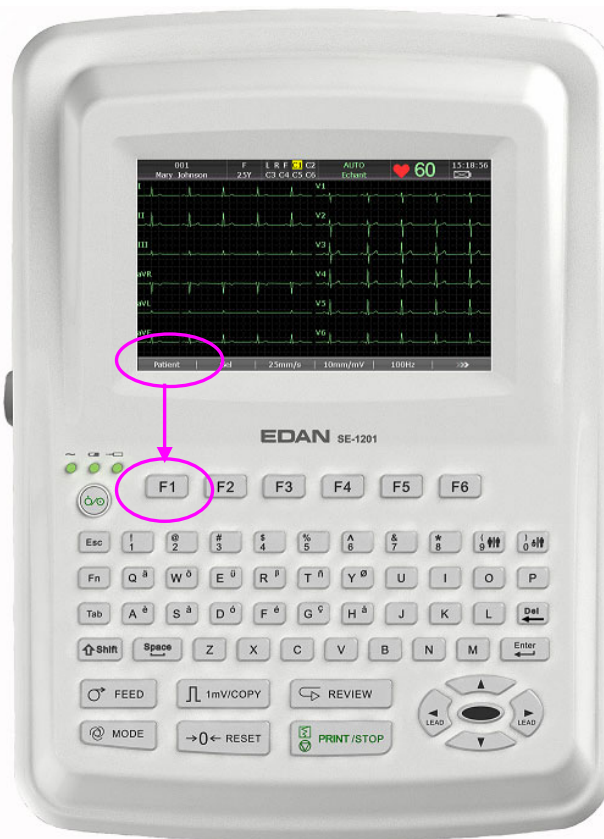 001 F L R F C1 C2 AUTO 60 15:18:56
Mary Johnson 25Y C3 C4 C5 C6 Echant
I V1
II V2
III V3
aVR V4
aVL V5
aVF V6
Patient 25mm/s 10mm/mV 100Hz >>>
EDAN SE-1201
F1 F2 F3 F4 F5 F6
Esc ! 1 @ 2 # 3 $ 4 % 5 ^ 6 & 7 * 8 ( 9 ) 0
Fn Q ä W ö E ü R β T ñ Y ø U I O P
Tab A è S à D ó F é G ç H á J K L Del
Shift Space Z X C V B N M Enter
FEED 1mV/COPY REVIEW
LEAD LEAD
MODE →0← RESET PRINT/STOP